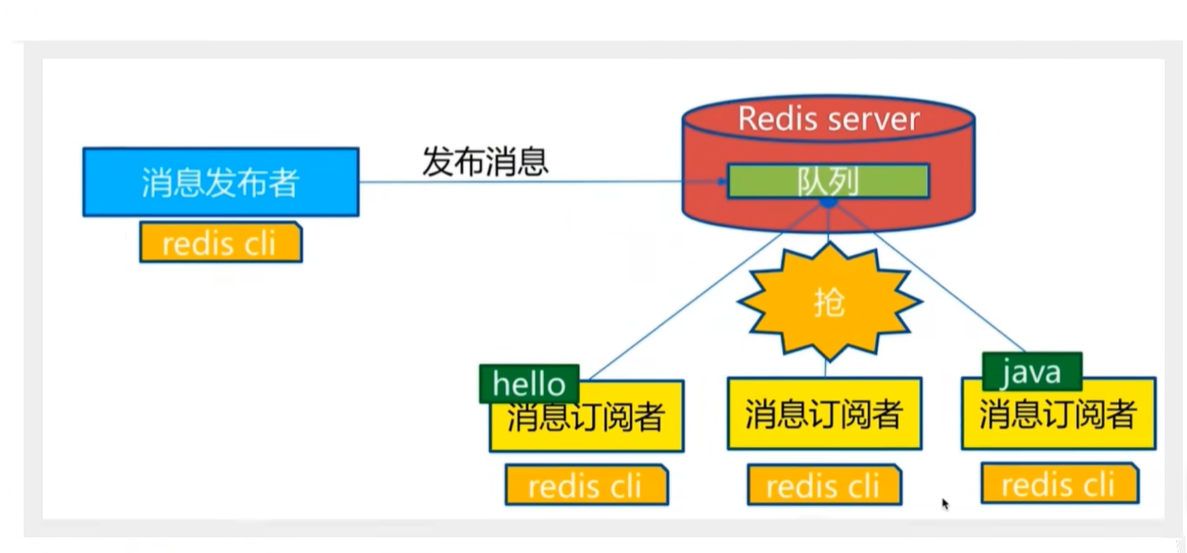 Redis server
发布消息
消息发布者
队列
redis cli
抢
hello
java
消息订阅者
消息订阅者
消息订阅者
redis cli
redis cli
redis cli